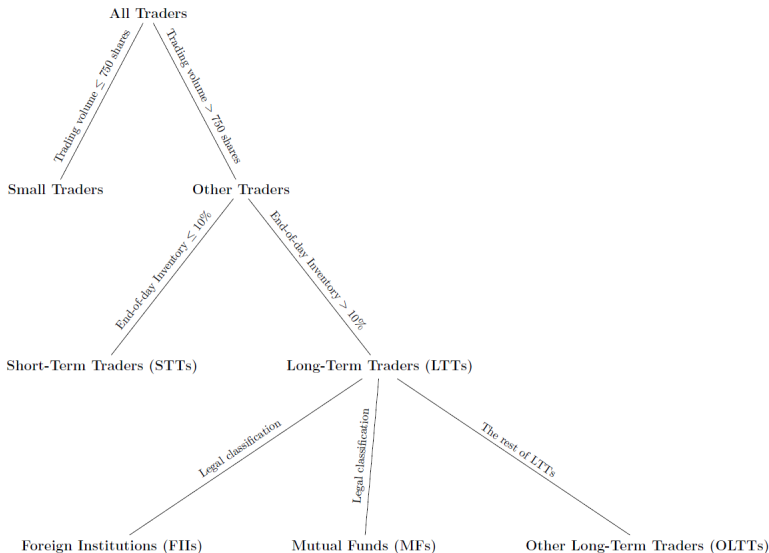 All Traders
Trading volume ≤ 750 shares
Trading volume > 750 shares
Small Traders
Other Traders
End-of-day Inventory ≤ 10%
End-of-day Inventory > 10%
Short-Term Traders (STTs)
Long-Term Traders (LTTs)
Legal classification
Legal classification
The rest of LTTs
Foreign Institutions (FIIs)
Mutual Funds (MFs)
Other Long-Term Traders (OLTTs)